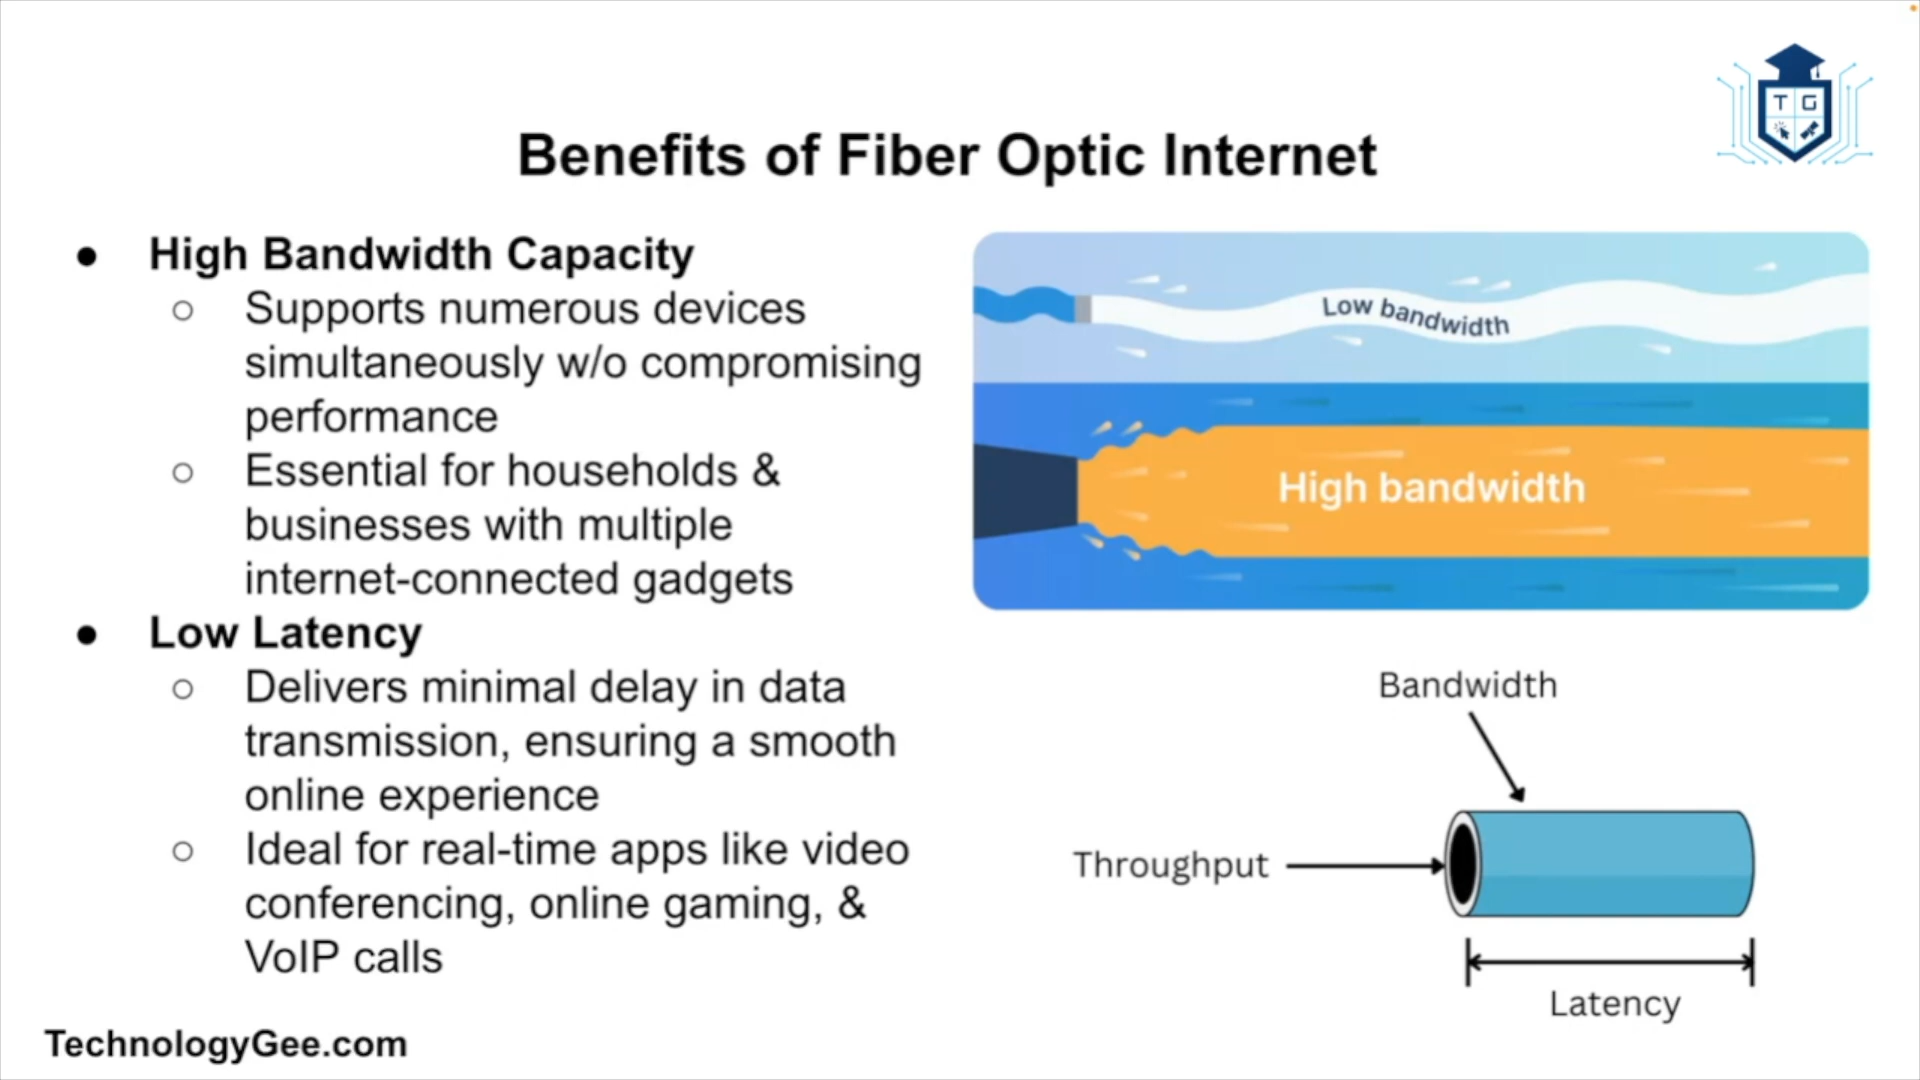 T G
Benefits of Fiber Optic Internet
● High Bandwidth Capacity
○ Supports numerous devices
simultaneously w/o compromising
performance
○ Essential for households &
businesses with multiple
internet-connected gadgets
● Low Latency
○ Delivers minimal delay in data
transmission, ensuring a smooth
online experience
○ Ideal for real-time apps like video
conferencing, online gaming, &
VoIP calls
Low bandwidth
High bandwidth
Bandwidth
Throughput
Latency
TechnologyGee.com